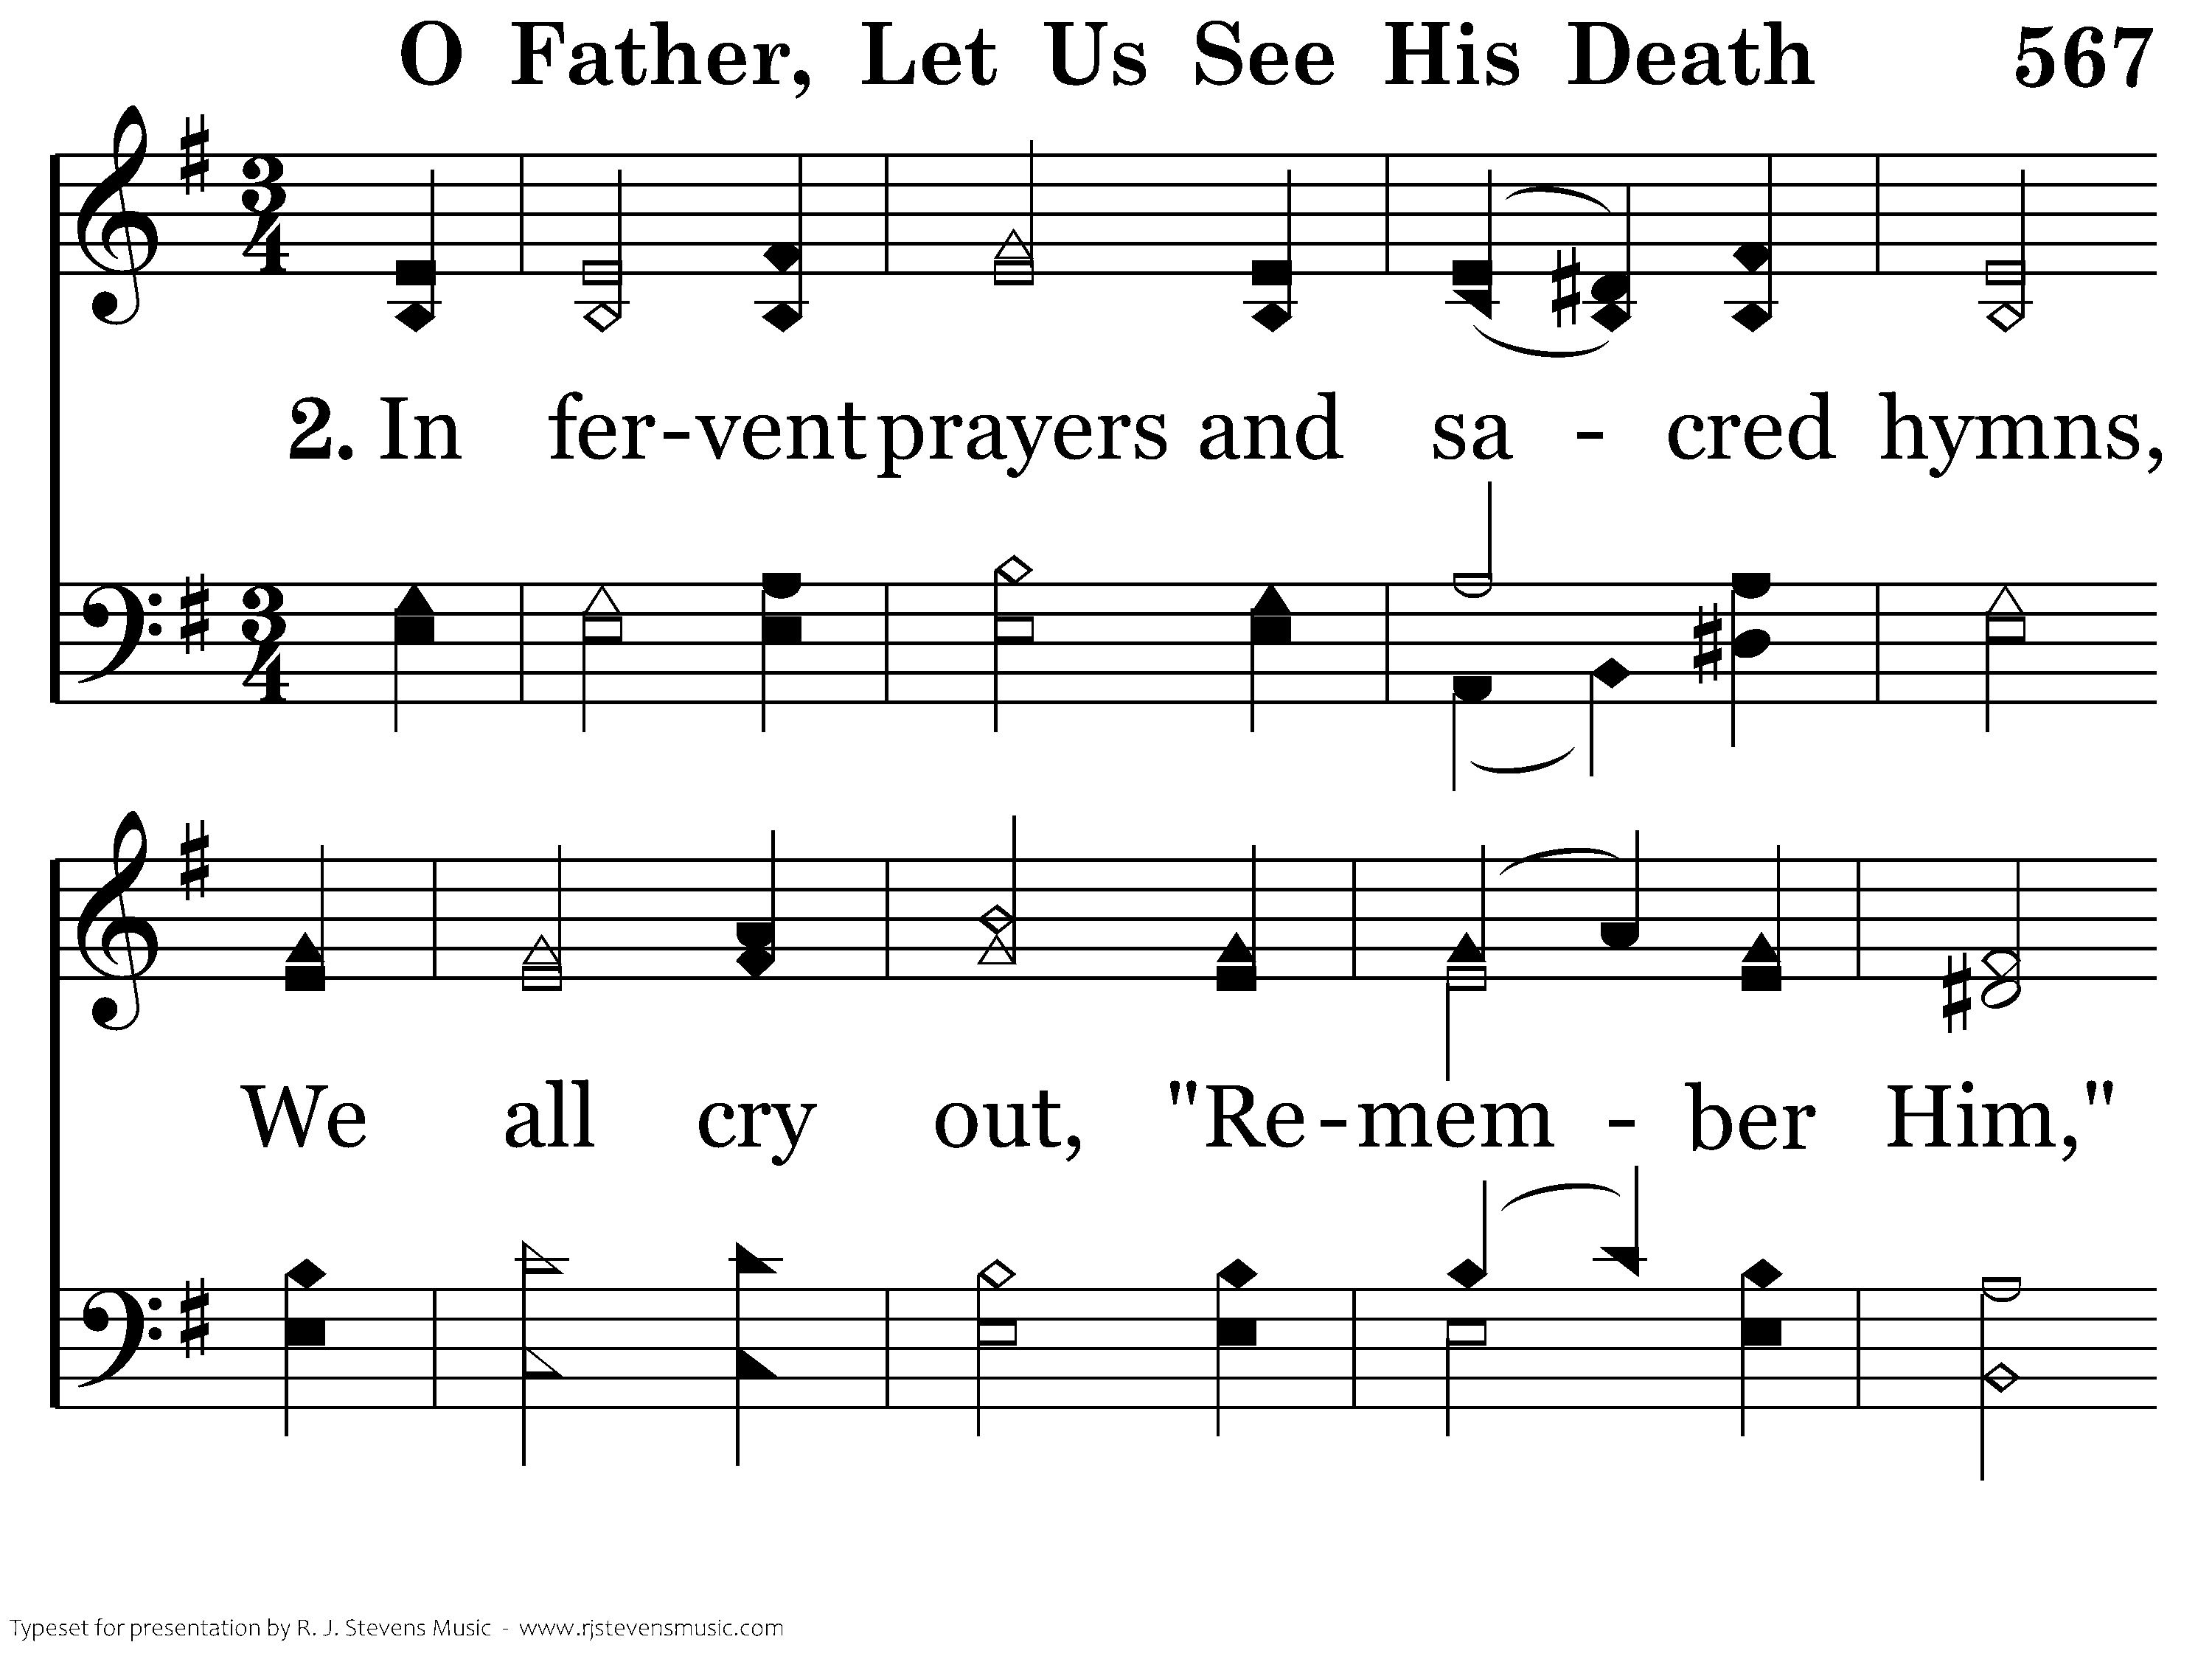 O Father, Let Us See His Death 567
2. In fer-vent prayers and sa - cred hymns,
We all cry out, "Re-mem - ber Him,"
Typeset for presentation by R. J. Stevens Music - www.rjstevensmusic.com